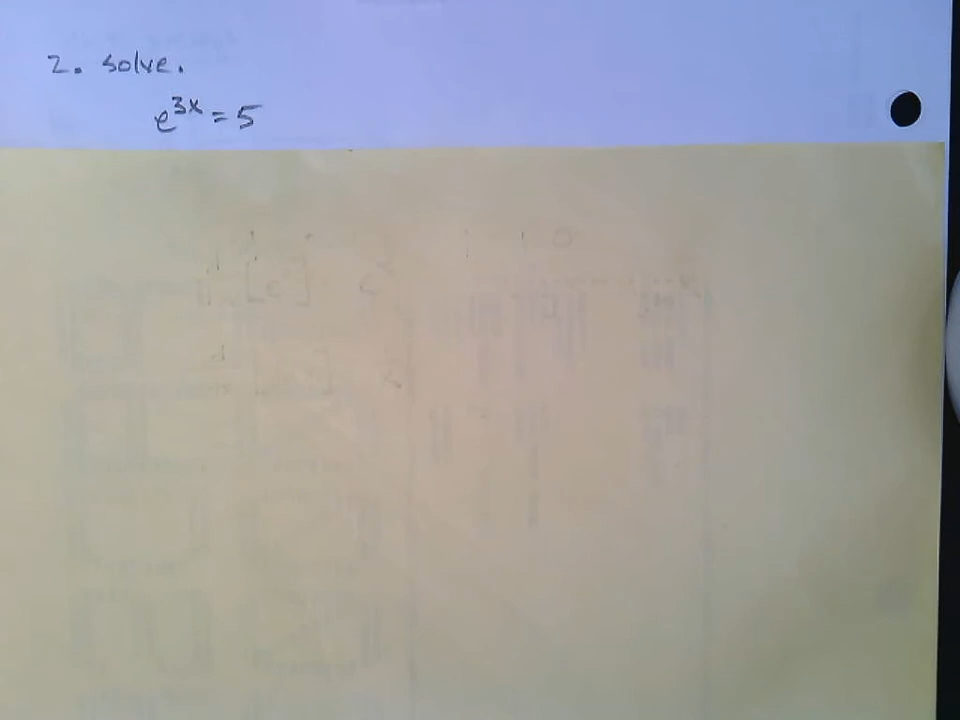 2. solve.
e^{3x} = 5